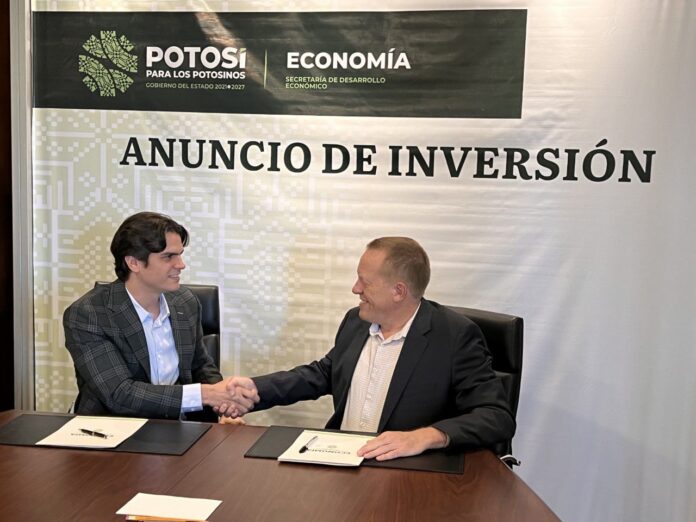 POTOSÍ
PARA LOS POTOSINOS
GOBIERNO DEL ESTADO 2021•2027
ECONOMÍA
SECRETARÍA DE DESARROLLO
ECONÓMICO
ANUNCIO DE INVERSIÓN